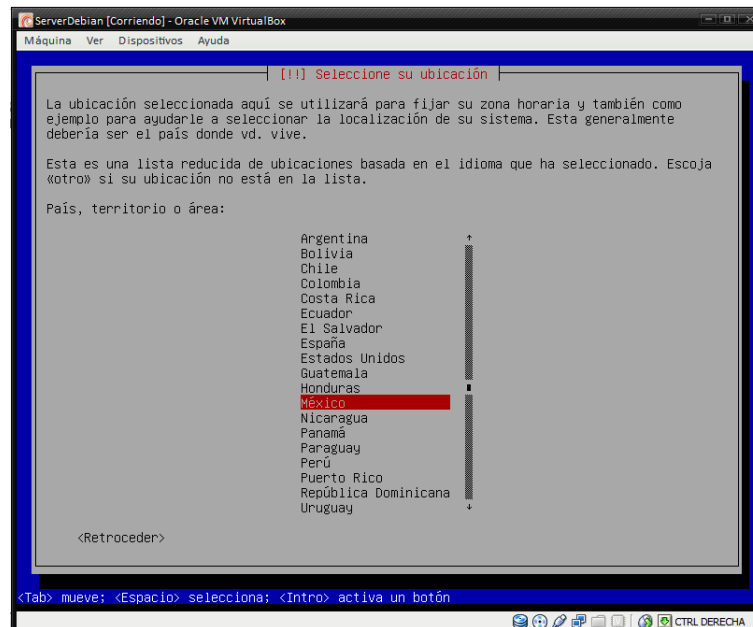 ServerDebian [Corriendo] - Oracle VM VirtualBox
Máquina Ver Dispositivos Ayuda
[!!] Seleccione su ubicación
La ubicación seleccionada aquí se utilizará para fijar su zona horaria y también como
ejemplo para ayudarle a seleccionar la localización de su sistema. Esta generalmente
debería ser el país donde vd. vive.
Esta es una lista reducida de ubicaciones basada en el idioma que ha seleccionado. Escoja
«otro» si su ubicación no está en la lista.
País, territorio o área:
Argentina
Bolivia
Chile
Colombia
Costa Rica
Ecuador
El Salvador
España
Estados Unidos
Guatemala
Honduras
México
Nicaragua
Panamá
Paraguay
Perú
Puerto Rico
República Dominicana
Uruguay
<Retroceder>
<Tab> mueve; <Espacio> selecciona; <Intro> activa un botón
CTRL DERECHA